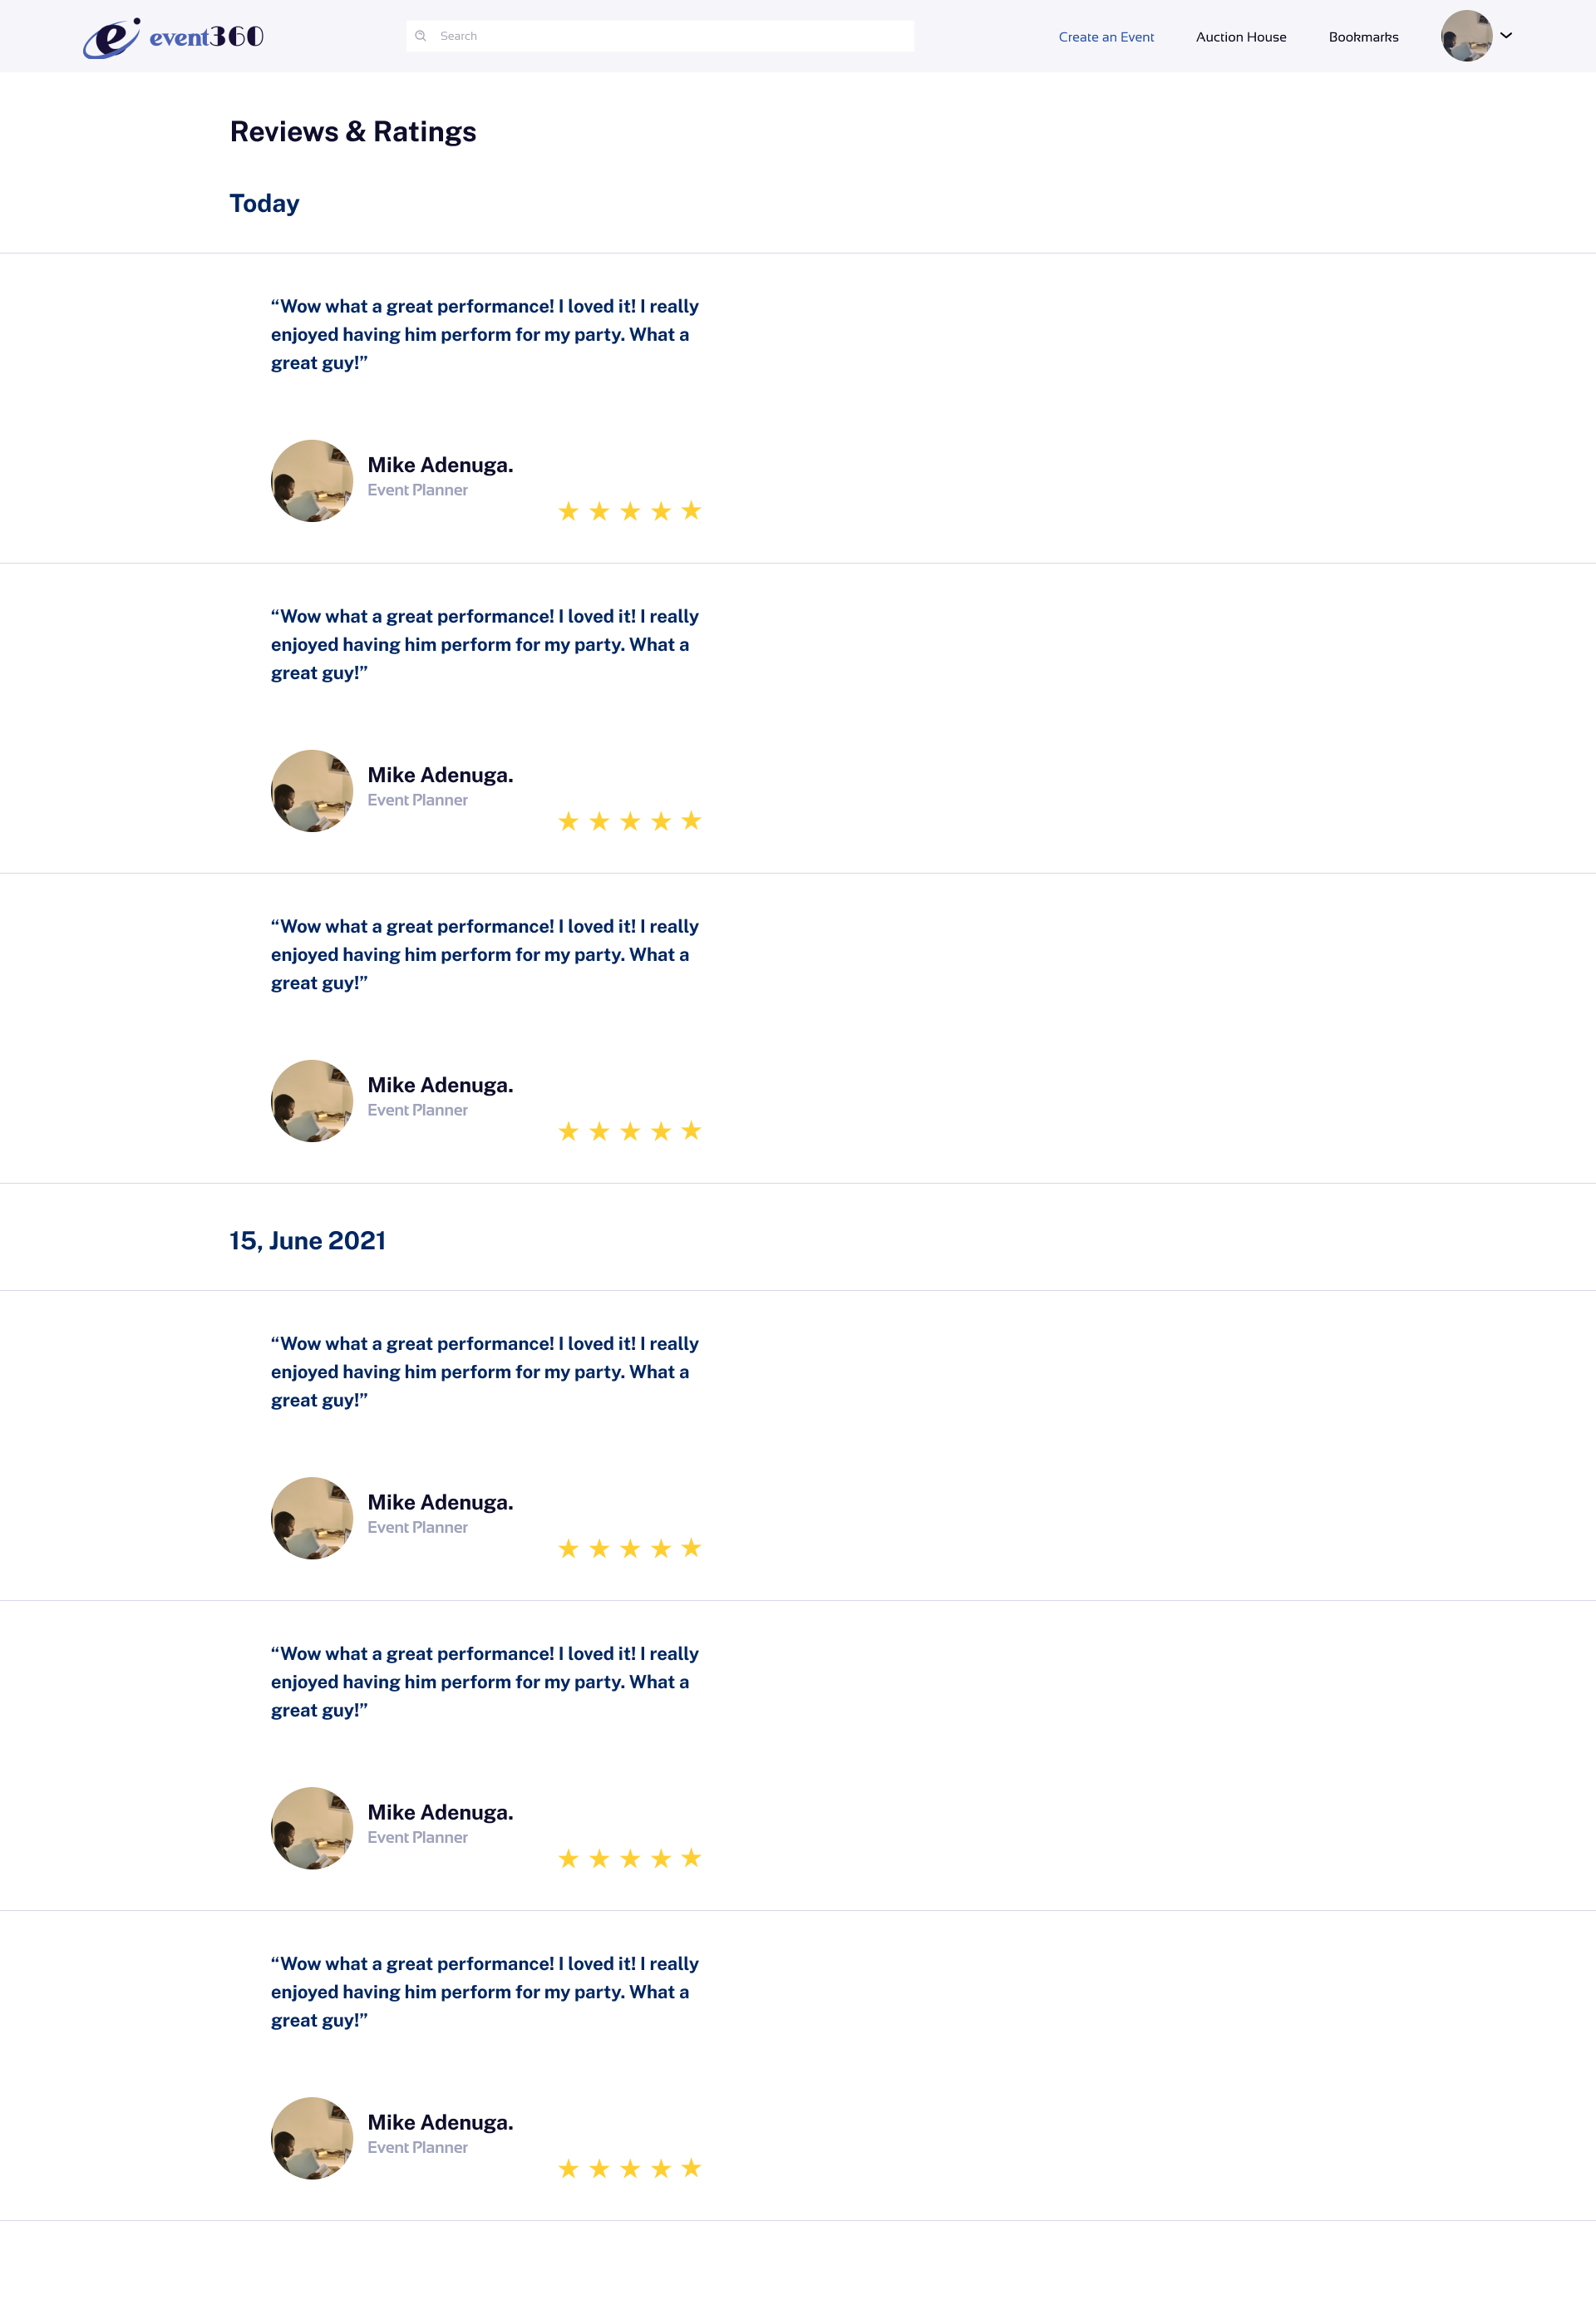 e event360
Search
Create an Event
Auction House
Bookmarks
Reviews & Ratings
Today
“Wow what a great performance! I loved it! I really
enjoyed having him perform for my party. What a
great guy!”
Mike Adenuga.
Event Planner
“Wow what a great performance! I loved it! I really
enjoyed having him perform for my party. What a
great guy!”
Mike Adenuga.
Event Planner
“Wow what a great performance! I loved it! I really
enjoyed having him perform for my party. What a
great guy!”
Mike Adenuga.
Event Planner
15, June 2021
“Wow what a great performance! I loved it! I really
enjoyed having him perform for my party. What a
great guy!”
Mike Adenuga.
Event Planner
“Wow what a great performance! I loved it! I really
enjoyed having him perform for my party. What a
great guy!”
Mike Adenuga.
Event Planner
“Wow what a great performance! I loved it! I really
enjoyed having him perform for my party. What a
great guy!”
Mike Adenuga.
Event Planner